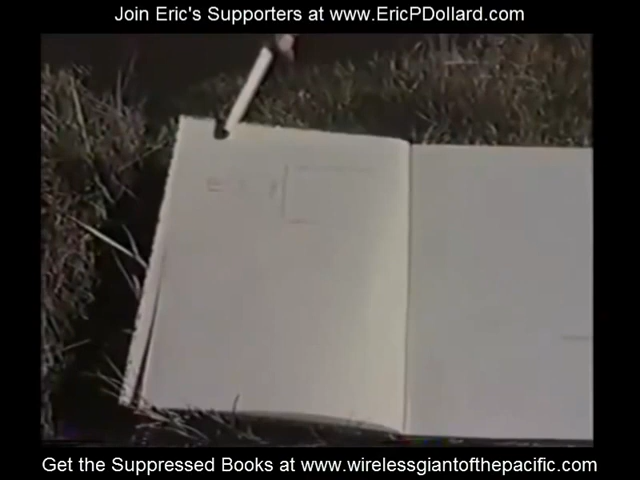 Join Eric's Supporters at www.EricPDollard.com
Get the Suppressed Books at www.wirelessgiantofthepacific.com